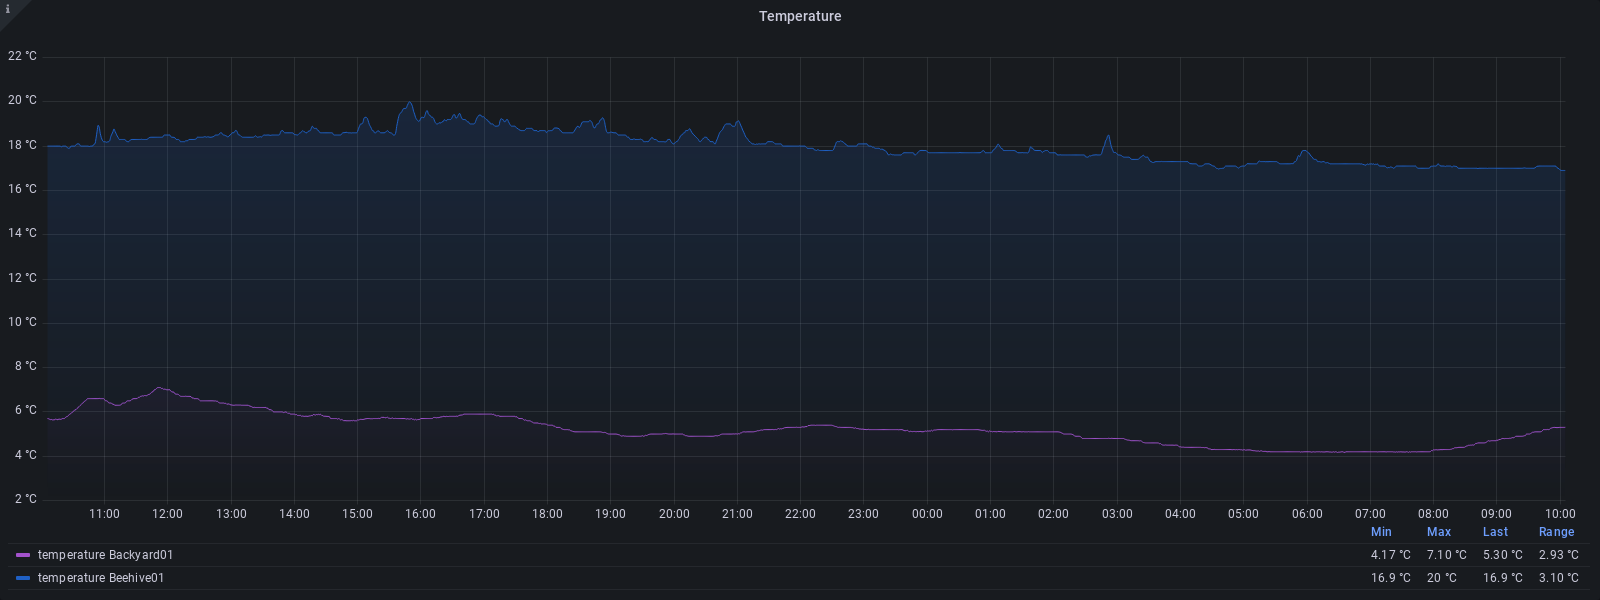 i
Temperature
22 °C
20 °C
18 °C
16 °C
14 °C
12 °C
10 °C
8 °C
6 °C
4 °C
2 °C
11:00 12:00 13:00 14:00 15:00 16:00 17:00 18:00 19:00 20:00 21:00 22:00 23:00 00:00 01:00 02:00 03:00 04:00 05:00 06:00 07:00 08:00 09:00 10:00
Min Max Last Range
temperature Backyard01 4.17 °C 7.10 °C 5.30 °C 2.93 °C
temperature Beehive01 16.9 °C 20 °C 16.9 °C 3.10 °C